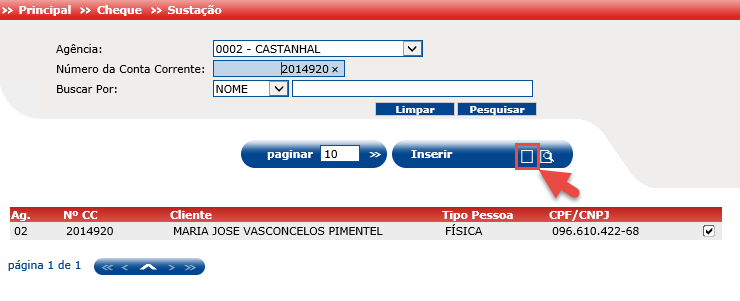 >> Principal >> Cheque >> Sustação
Agência: 0002 - CASTANHAL
Número da Conta Corrente: 2014920 ×
Buscar Por: NOME
Limpar Pesquisar
paginar 10 >> Inserir
Ag. Nº CC Cliente Tipo Pessoa CPF/CNPJ
02 2014920 MARIA JOSE VASCONCELOS PIMENTEL FÍSICA 096.610.422-68
página 1 de 1 << < > >>